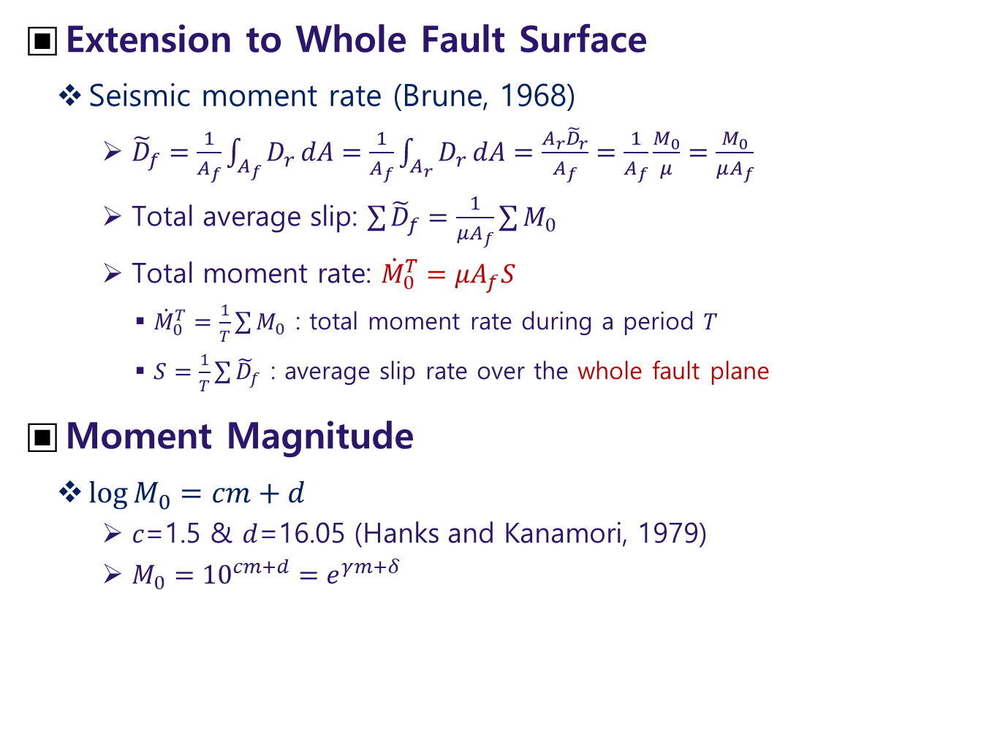 ▣ Extension to Whole Fault Surface
❖ Seismic moment rate (Brune, 1968)
➢ $\tilde{D}_f = \frac{1}{A_f}\int_{A_f} D_r \, dA = \frac{1}{A_f}\int_{A_r} D_r \, dA = \frac{A_r \tilde{D}_r}{A_f} = \frac{1}{A_f}\frac{M_0}{\mu} = \frac{M_0}{\mu A_f}$
➢ Total average slip: $\sum \tilde{D}_f = \frac{1}{\mu A_f} \sum M_0$
➢ Total moment rate: $\dot{M}_0^T = \mu A_f S$
▪ $\dot{M}_0^T = \frac{1}{T} \sum M_0$ : total moment rate during a period $T$
▪ $S = \frac{1}{T} \sum \tilde{D}_f$ : average slip rate over the whole fault plane
▣ Moment Magnitude
❖ $\log M_0 = cm + d$
➢ $c$=1.5 & $d$=16.05 (Hanks and Kanamori, 1979)
➢ $M_0 = 10^{cm+d} = e^{\gamma m+\delta}$